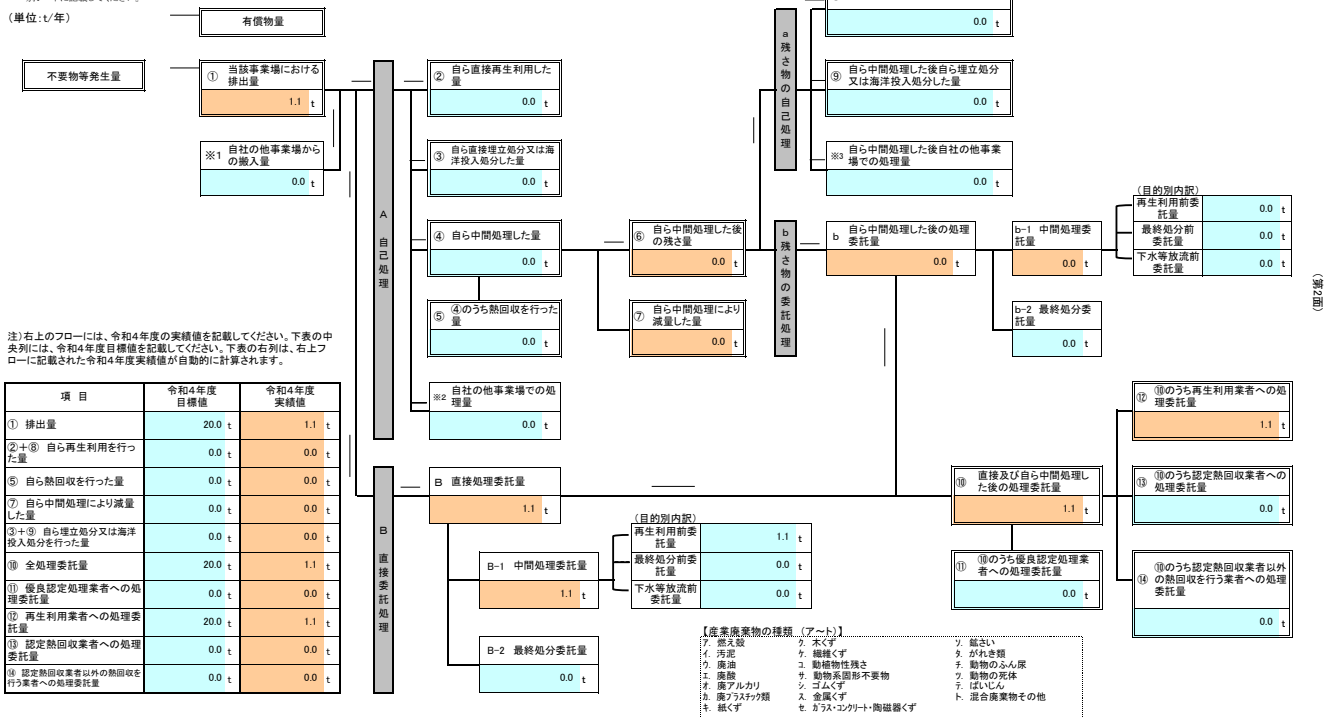 (単位:t/年)
有償物量
0.0 t
不要物等発生量
① 当該事業場における
排出量
1.1 t
※1 自社の他事業場から
の搬入量
0.0 t
A
自
己
処
理
② 自ら直接再生利用した
量
0.0 t
③ 自ら直接埋立処分又は海
洋投入処分した量
0.0 t
④ 自ら中間処理した量
0.0 t
⑤ ④のうち熱回収を行った
量
0.0 t
※2 自社の他事業場での処
理量
0.0 t
⑥ 自ら中間処理した後
の残さ量
0.0 t
⑦ 自ら中間処理により
減量した量
0.0 t
a
残
さ
物
の
自
己
処
理
⑨ 自ら中間処理した後自ら埋立処分
又は海洋投入処分した量
0.0 t
※3 自ら中間処理した後自社の他事業
場での処理量
0.0 t
b
残
さ
物
の
委
託
処
理
b 自ら中間処理した後の処理
委託量
0.0 t
b-1 中間処理委
託量
0.0 t
b-2 最終処分委
託量
0.0 t
(目的別内訳)
再生利用前委
託量
0.0 t
最終処分前
委託量
0.0 t
下水等放流前
委託量
0.0 t
(第2面)
注)右上のフローには、令和4年度の実績値を記載してください。下表の中
央列には、令和4年度目標値を記載してください。下表の右列は、右上フ
ローに記載された令和4年度実績値が自動的に計算されます。
項 目 令和4年度
目標値 令和4年度
実績値
① 排出量 20.0 t 1.1 t
②+⑧ 自ら再生利用を行っ
た量 0.0 t 0.0 t
⑤ 自ら熱回収を行った量 0.0 t 0.0 t
⑦ 自ら中間処理により減量
した量 0.0 t 0.0 t
③+⑨ 自ら埋立処分又は海洋
投入処分を行った量 0.0 t 0.0 t
⑩ 全処理委託量 20.0 t 1.1 t
⑪ 優良認定処理業者への処
理委託量 0.0 t 0.0 t
⑫ 再生利用業者への処理委
託量 20.0 t 1.1 t
⑬ 認定熱回収業者への処理
委託量 0.0 t 0.0 t
⑭ 認定熱回収業者以外の熱回収を
行う業者への処理委託量 0.0 t 0.0 t
B
直
接
委
託
処
理
B 直接処理委託量
1.1 t
B-1 中間処理委託量
1.1 t
B-2 最終処分委託量
0.0 t
(目的別内訳)
再生利用前委
託量
1.1 t
最終処分前委
託量
0.0 t
下水等放流前
委託量
0.0 t
⑩ 直接及び自ら中間処理し
た後の処理委託量
1.1 t
⑪ ⑩のうち優良認定処理業
者への処理委託量
0.0 t
⑫ ⑩のうち再生利用業者への処
理委託量
1.1 t
⑬ ⑩のうち認定熱回収業者への
処理委託量
0.0 t
⑭ ⑩のうち認定熱回収業者以外
の熱回収を行う業者への処理
委託量
0.0 t
【産業廃棄物の種類 (ア～ト)】
ア. 燃え殻 ク. 木くず ソ. 鉱さい
イ. 汚泥 ケ. 繊維くず タ. がれき類
ウ. 廃油 コ. 動植物性残さ チ. 動物のふん尿
エ. 廃酸 サ. 動物系固形不要物 ツ. 動物の死体
オ. 廃アルカリ シ. ゴムくず テ. ばいじん
カ. 廃プラスチック類 ス. 金属くず ト. 混合廃棄物その他
キ. 紙くず セ. ガラス・コンクリート・陶磁器くず